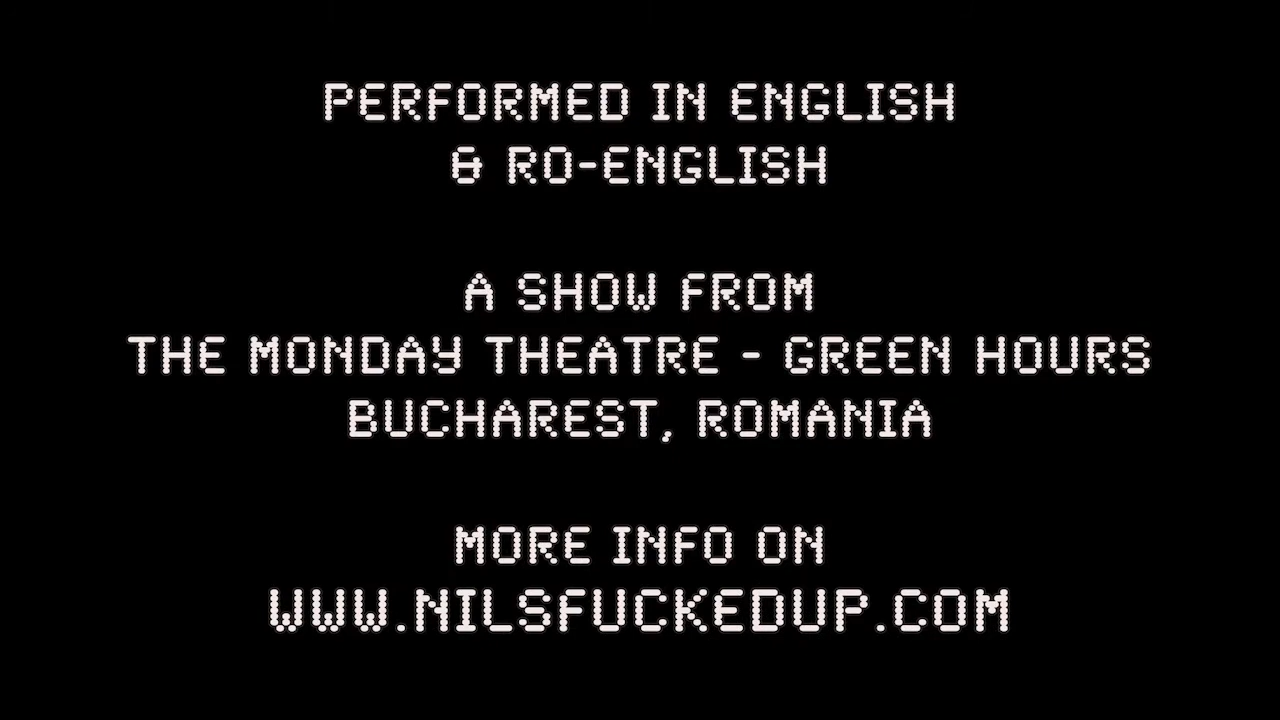 PERFORMED IN ENGLISH
& RO-ENGLISH
A SHOW FROM
THE MONDAY THEATRE - GREEN HOURS
BUCHAREST, ROMANIA
MORE INFO ON
WWW.NILSFUCKEDUP.COM